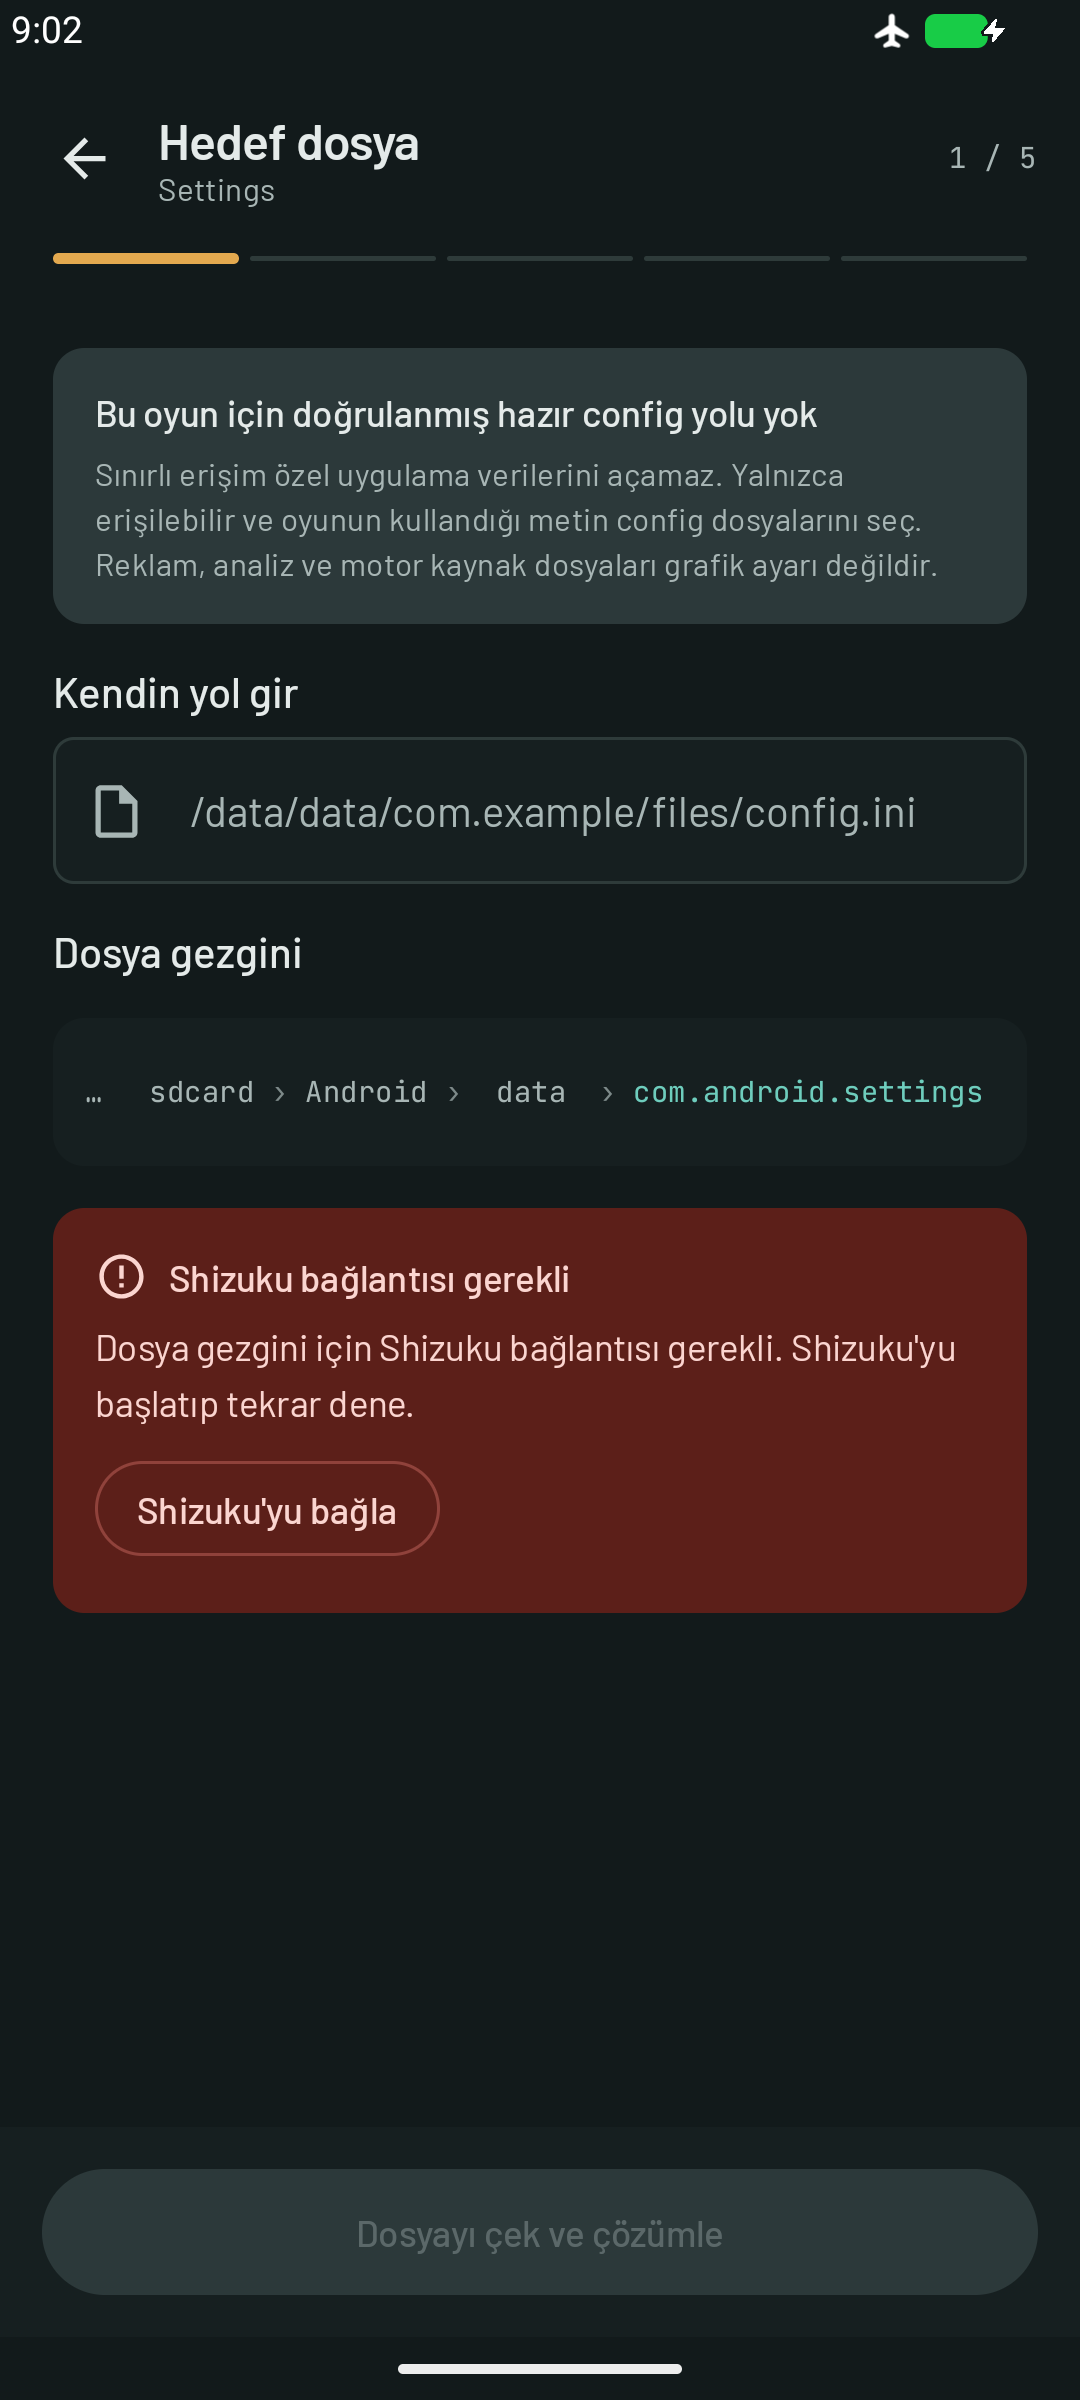 9:02
Hedef dosya
Settings
1 / 5
Bu oyun için doğrulanmış hazır config yolu yok
Sınırlı erişim özel uygulama verilerini açamaz. Yalnızca
erişilebilir ve oyunun kullandığı metin config dosyalarını seç.
Reklam, analiz ve motor kaynak dosyaları grafik ayarı değildir.
Kendin yol gir
/data/data/com.example/files/config.ini
Dosya gezgini
… sdcard › Android › data › com.android.settings
Shizuku bağlantısı gerekli
Dosya gezgini için Shizuku bağlantısı gerekli. Shizuku'yu
başlatıp tekrar dene.
Shizuku'yu bağla
Dosyayı çek ve çözümle